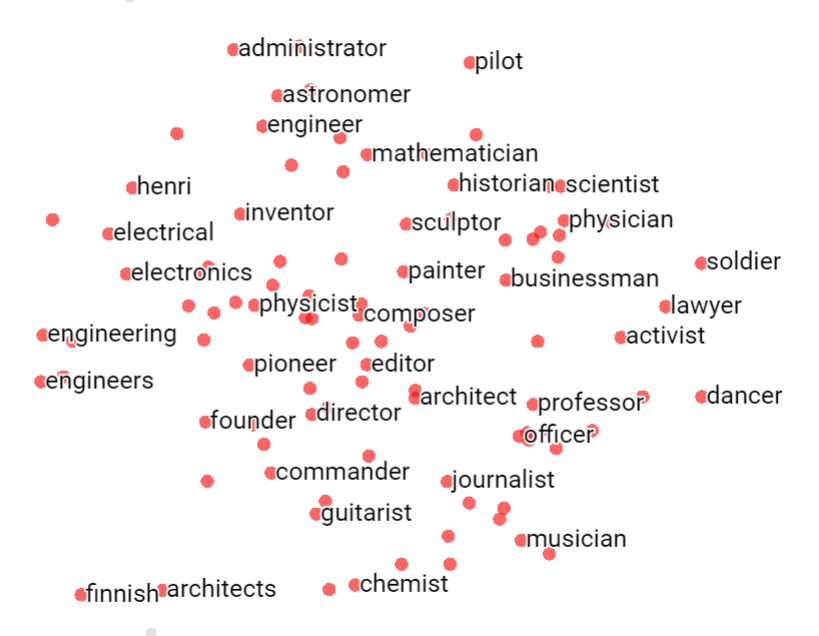 administrator
pilot
astronomer
engineer
mathematician
henri
historian
scientist
inventor
sculptor
physician
electrical
soldier
electronics
painter
businessman
physicist
composer
lawyer
engineering
activist
pioneer
editor
engineers
architect
dancer
professor
director
founder
officer
commander
journalist
guitarist
musician
chemist
architects
finnish